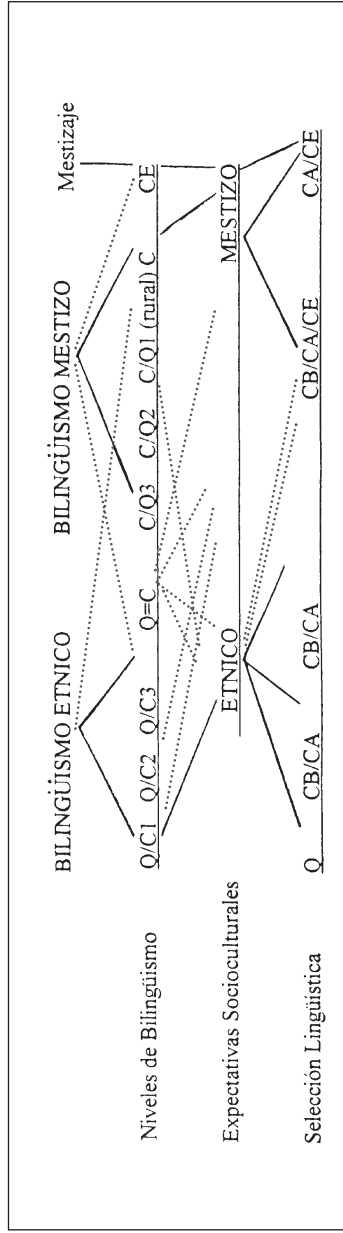 BILINGÜISMO ETNICO BILINGÜISMO MESTIZO Mestizaje
Niveles de Bilingüismo Q/C1 Q/C2 Q/C3 Q=C C/Q3 C/Q2 C/Q1 (rural) C CE
Expectativas Socioculturales ETNICO MESTIZO
Selección Lingüística Q CB/CA CB/CA CB/CA/CE CA/CE